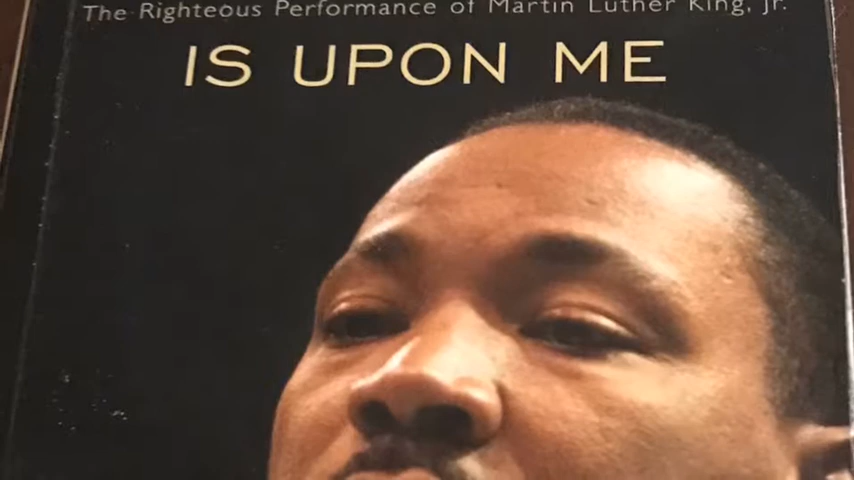 The Righteous Performance of Martin Luther King, Jr.
IS UPON ME